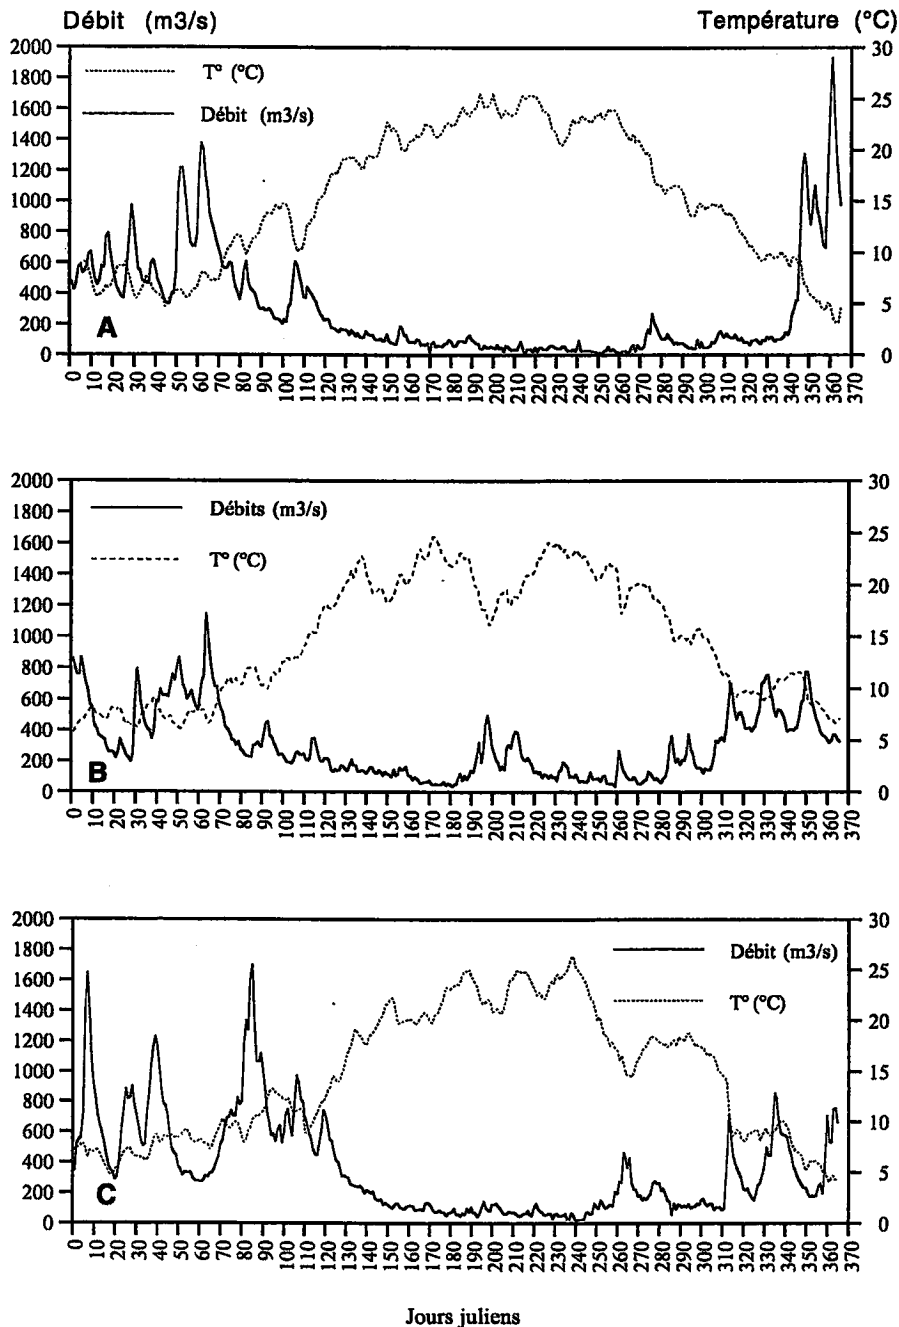 Débit (m3/s) Température (°C)
2000 1800 1600 1400 1200 1000 800 600 400 200 0
T° (°C)
Débit (m3/s)
A
30 25 20 15 10 5 0
0 10 20 30 40 50 60 70 80 90 100 110 120 130 140 150 160 170 180 190 200 210 220 230 240 250 260 270 280 290 300 310 320 330 340 350 360 370
2000 1800 1600 1400 1200 1000 800 600 400 200 0
Débits (m3/s)
T° (°C)
B
30 25 20 15 10 5 0
0 10 20 30 40 50 60 70 80 90 100 110 120 130 140 150 160 170 180 190 200 210 220 230 240 250 260 270 280 290 300 310 320 330 340 350 360 370
2000 1800 1600 1400 1200 1000 800 600 400 200 0
Débit (m3/s)
T° (°C)
C
30 25 20 15 10 5 0
0 10 20 30 40 50 60 70 80 90 100 110 120 130 140 150 160 170 180 190 200 210 220 230 240 250 260 270 280 290 300 310 320 330 340 350 360 370
Jours juliens